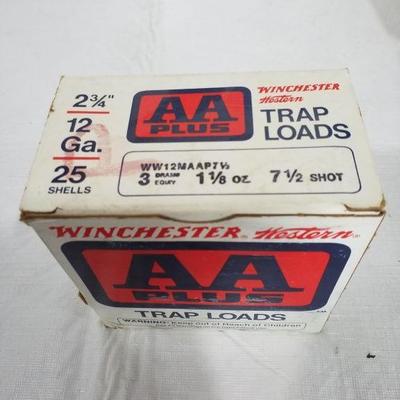 2¾"
12
Ga.
25
SHELLS
AA
PLUS
WINCHESTER
Western
TRAP
LOADS
WW12MAAP7½
3 DRAMS EQUIV 1⅛ oz. 7½ SHOT
WINCHESTER® Western®
AA
PLUS
TRAP LOADS
WARNING: Keep Out of Reach of Children